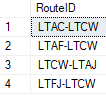 RouteID
1 LTAC-LTCW
2 LTAF-LTCW
3 LTCW-LTAJ
4 LTFJ-LTCW